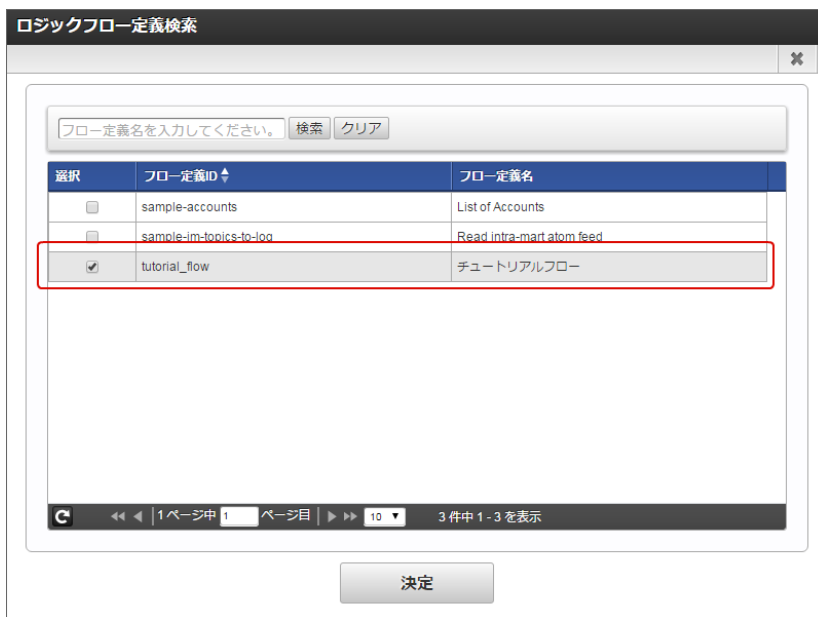 ロジックフロー定義検索
フロー定義名を入力してください。 検索 クリア
選択 フロー定義ID フロー定義名
sample-accounts List of Accounts
sample-im-topics-to-log Read intra-mart atom feed
tutorial_flow チュートリアルフロー
1 ページ中 1 ページ目 10 3 件中 1 - 3 を表示
決定